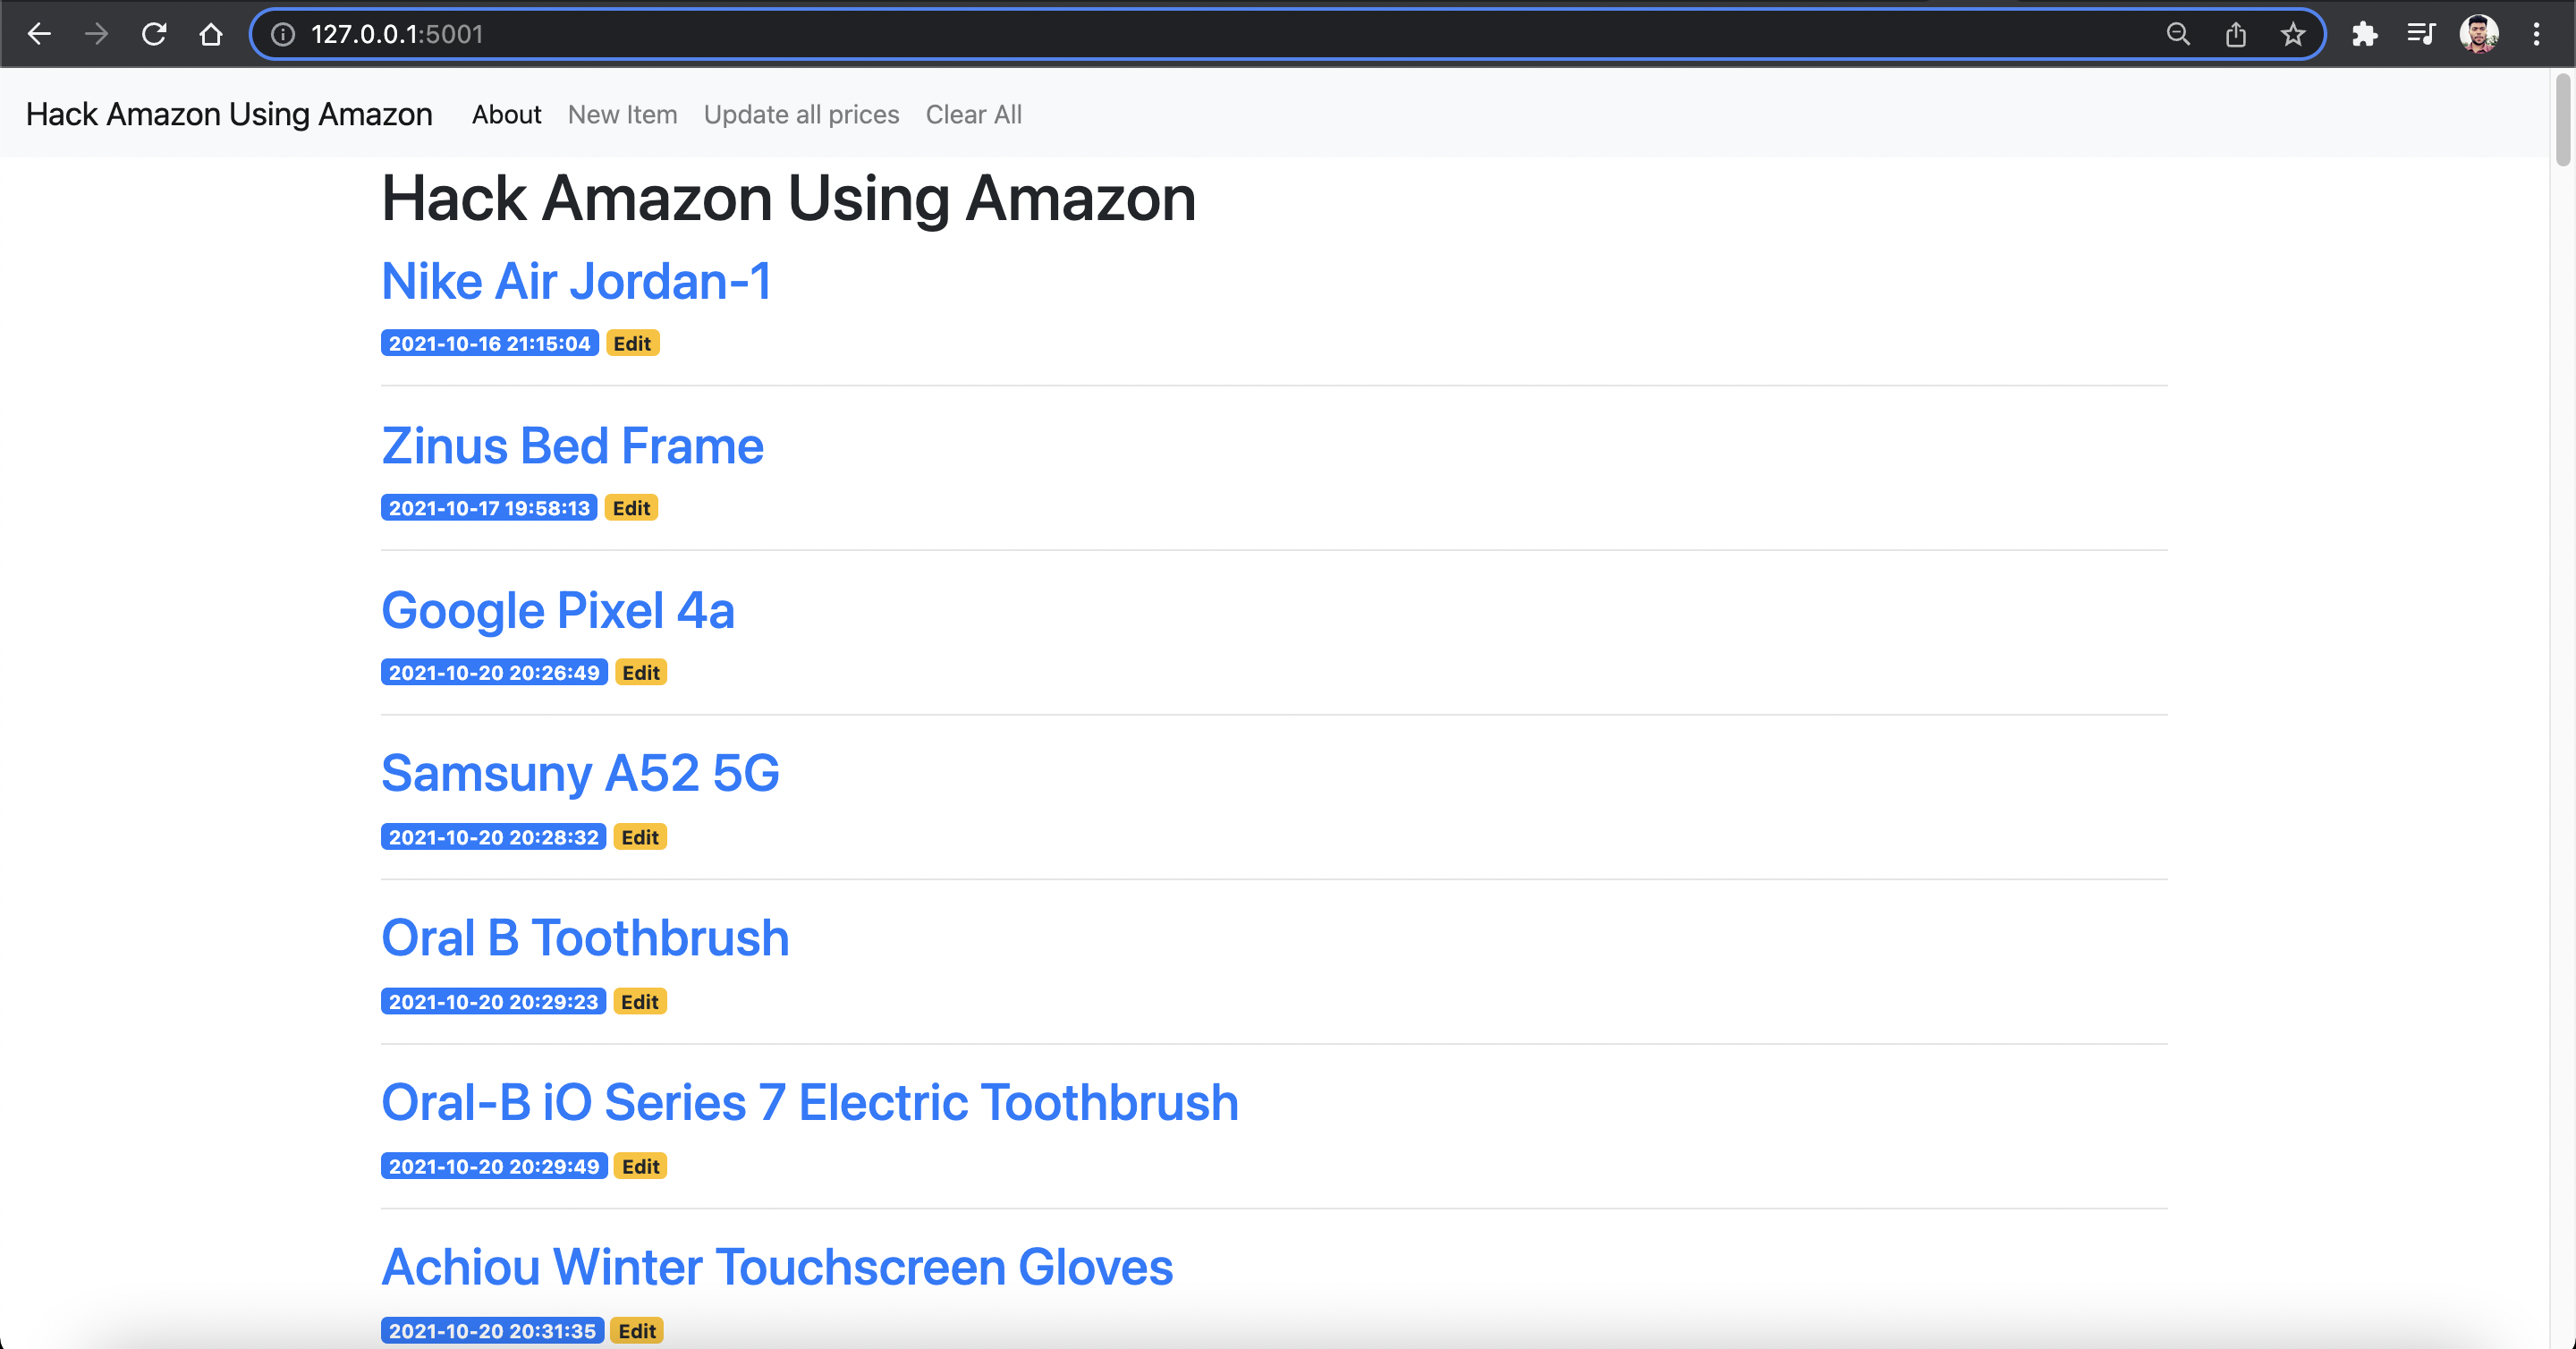 127.0.0.1:5001
Hack Amazon Using Amazon About New Item Update all prices Clear All
Hack Amazon Using Amazon
Nike Air Jordan-1
2021-10-16 21:15:04 Edit
Zinus Bed Frame
2021-10-17 19:58:13 Edit
Google Pixel 4a
2021-10-20 20:26:49 Edit
Samsuny A52 5G
2021-10-20 20:28:32 Edit
Oral B Toothbrush
2021-10-20 20:29:23 Edit
Oral-B iO Series 7 Electric Toothbrush
2021-10-20 20:29:49 Edit
Achiou Winter Touchscreen Gloves
2021-10-20 20:31:35 Edit